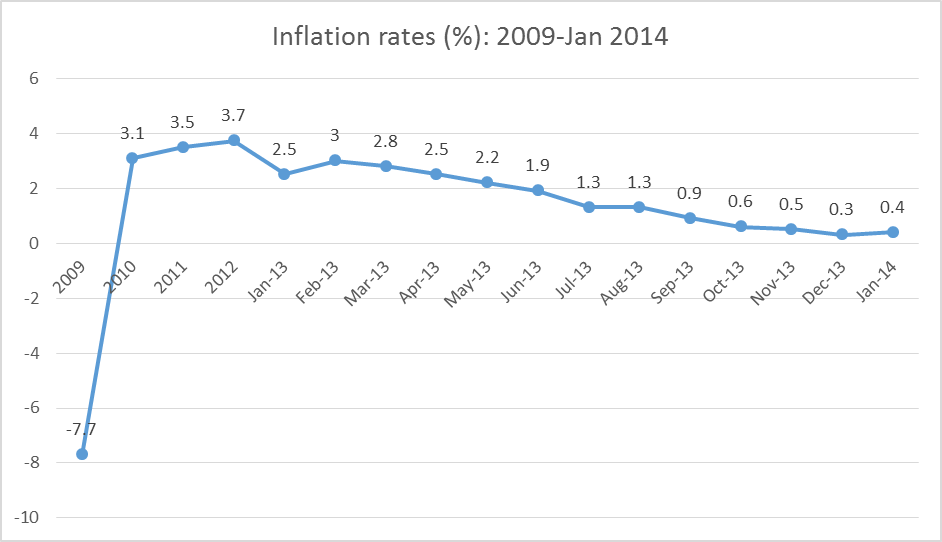 Inflation rates (%): 2009-Jan 2014
6
4
2
0
-2
-4
-6
-8
-10
-7.7
3.1
3.5
3.7
2.5
3
2.8
2.5
2.2
1.9
1.3
1.3
0.9
0.6
0.5
0.3
0.4
2009
2010
2011
2012
Jan-13
Feb-13
Mar-13
Apr-13
May-13
Jun-13
Jul-13
Aug-13
Sep-13
Oct-13
Nov-13
Dec-13
Jan-14